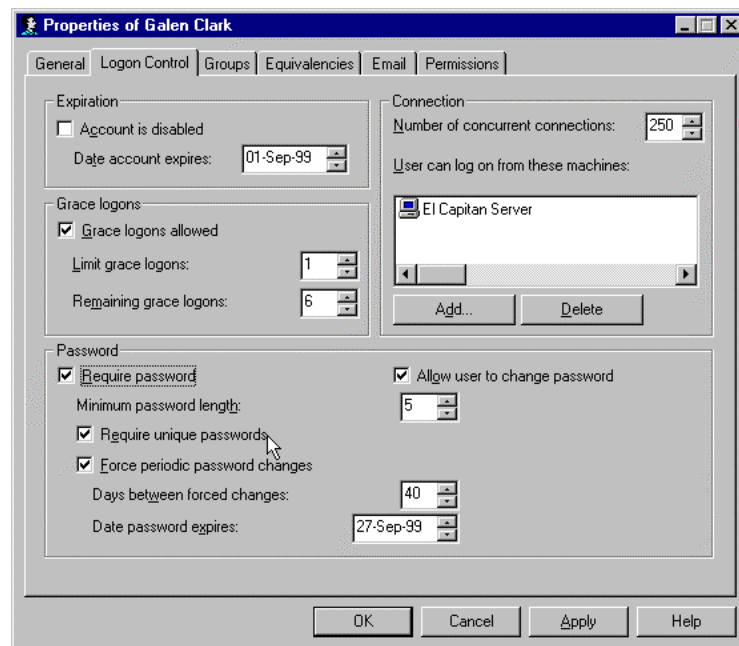 Properties of Galen Clark
General Logon Control Groups Equivalencies Email Permissions
Expiration
Account is disabled
Date account expires: 01-Sep-99
Grace logons
Grace logons allowed
Limit grace logons: 1
Remaining grace logons: 6
Connection
Number of concurrent connections: 250
User can log on from these machines:
El Capitan Server
Add... Delete
Password
Require password Allow user to change password
Minimum password length: 5
Require unique passwords
Force periodic password changes
Days between forced changes: 40
Date password expires: 27-Sep-99
OK Cancel Apply Help